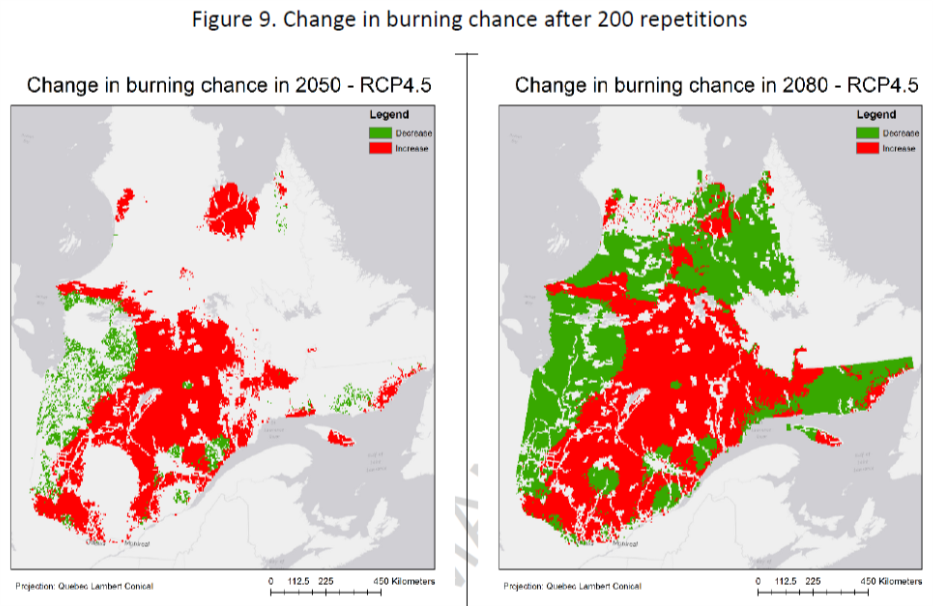 Figure 9. Change in burning chance after 200 repetitions
Change in burning chance in 2050 - RCP4.5
Legend
Decrease
Increase
Montreal
Projection: Quebec Lambert Conical
0 112.5 225 450 Kilometers
Change in burning chance in 2080 - RCP4.5
Legend
Decrease
Increase
Montreal
Projection: Quebec Lambert Conical
0 112.5 225 450 Kilometers